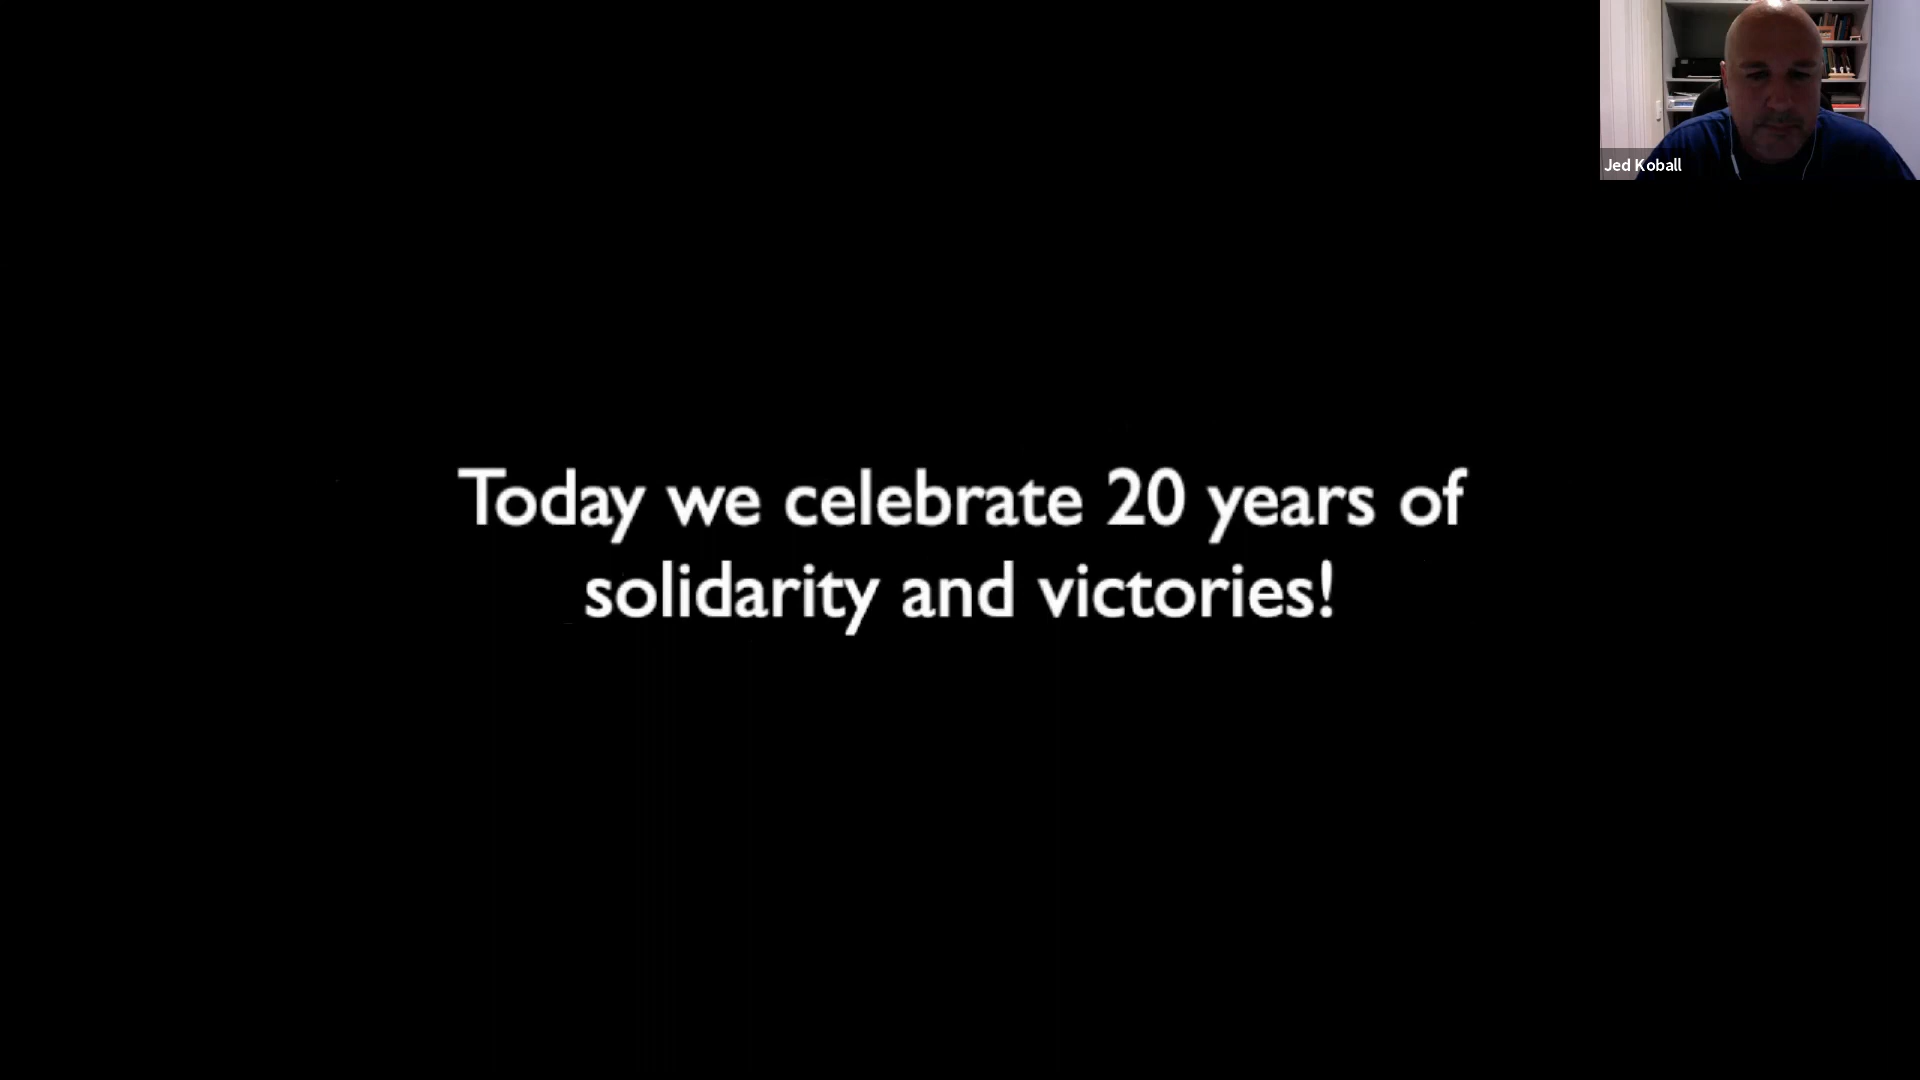 Jed Koball
Today we celebrate 20 years of
solidarity and victories!